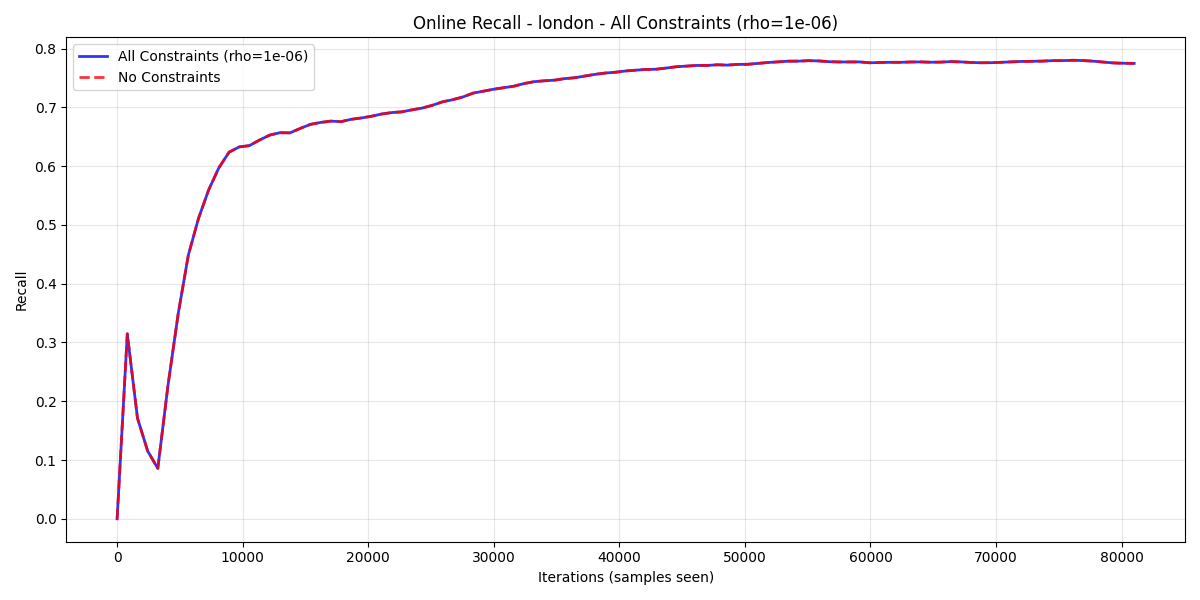 Online Recall - london - All Constraints (rho=1e-06)
All Constraints (rho=1e-06)
No Constraints
Recall
0.8
0.7
0.6
0.5
0.4
0.3
0.2
0.1
0.0
0 10000 20000 30000 40000 50000 60000 70000 80000
Iterations (samples seen)